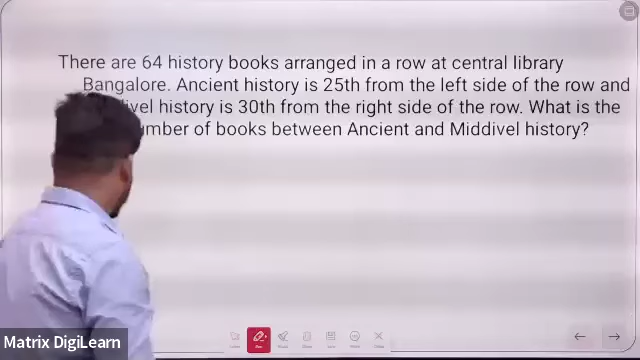 There are 64 history books arranged in a row at central library
Bangalore. Ancient history is 25th from the left side of the row and
history is 30th from the right side of the row. What is the
of books between Ancient and Middivel history?
Matrix DigiLearn